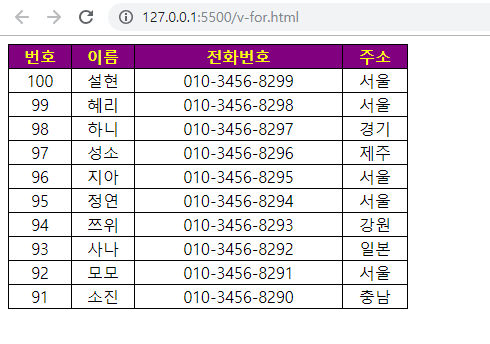 127.0.0.1:5500/v-for.html
번호 이름 전화번호 주소
100 설현 010-3456-8299 서울
99 혜리 010-3456-8298 서울
98 하니 010-3456-8297 경기
97 성소 010-3456-8296 제주
96 지아 010-3456-8295 서울
95 정연 010-3456-8294 서울
94 쯔위 010-3456-8293 강원
93 사나 010-3456-8292 일본
92 모모 010-3456-8291 서울
91 소진 010-3456-8290 충남